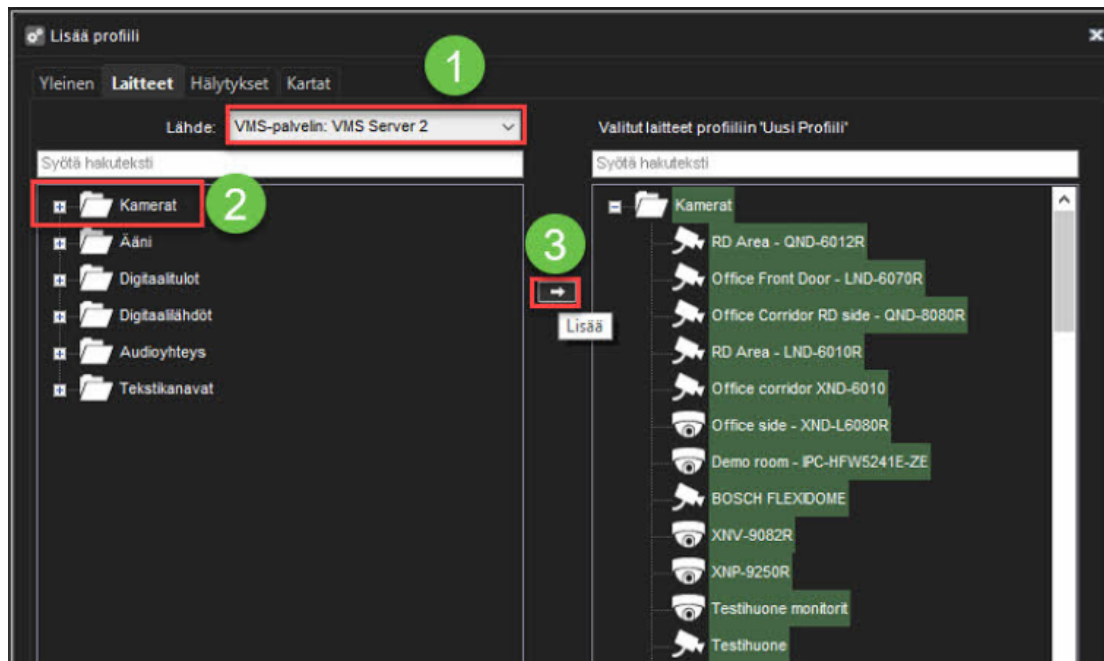 Lisää profiili
Yleinen Laitteet Hälytykset Kartat
1
Lähde: VMS-palvelin: VMS Server 2
Syötä hakuteksti
Kamerat
2
Ääni
Digitaalitulot
Digitaalilähdöt
Audioyhteys
Tekstikanavat
3
Lisää
Valitut laitteet profiiliin 'Uusi Profiili'
Syötä hakuteksti
Kamerat
RD Area - QND-6012R
Office Front Door - LND-6070R
Office Corridor RD side - QND-8080R
RD Area - LND-6010R
Office corridor XND-6010
Office side - XND-L6080R
Demo room - IPC-HFW5241E-ZE
BOSCH FLEXIDOME
XNV-9082R
XNP-9250R
Testihuone monitorit
Testihuone